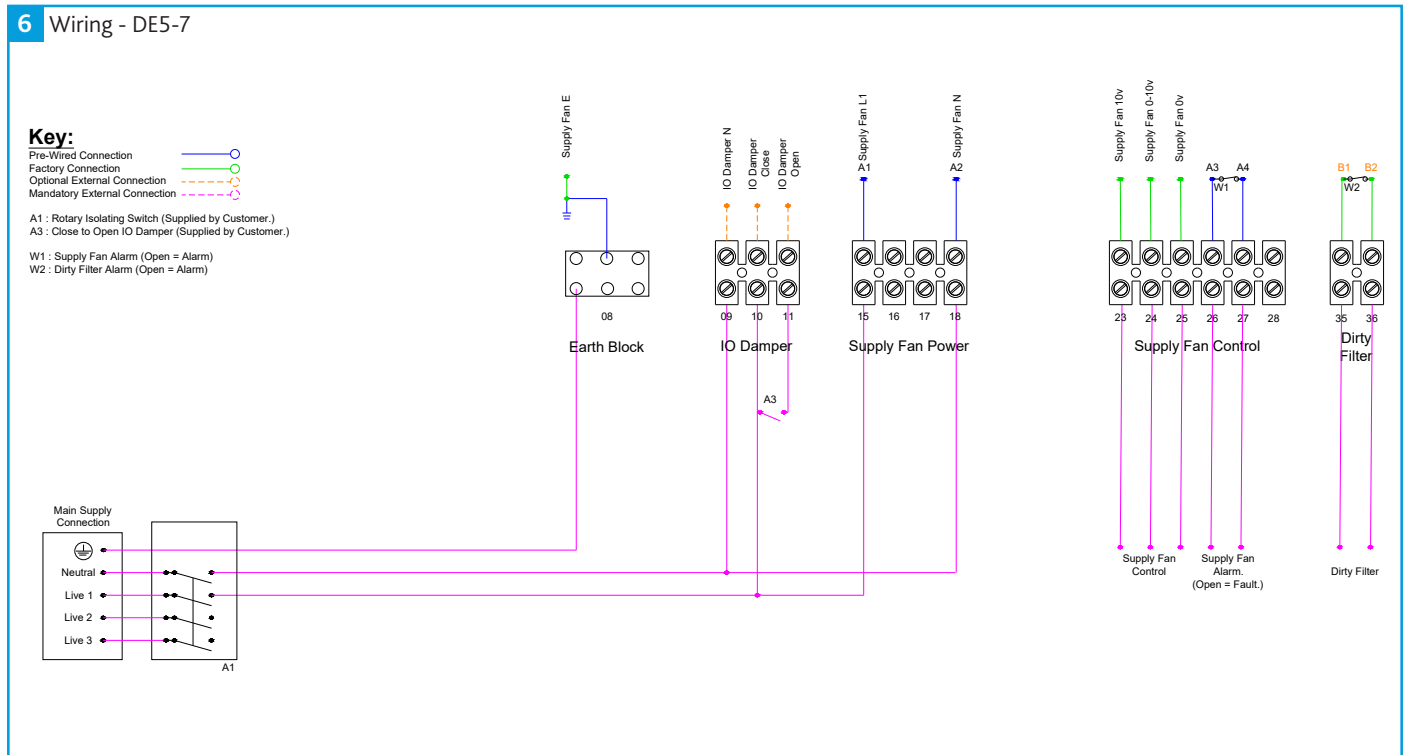 6 Wiring - DE5-7
Key:
Pre-Wired Connection
Factory Connection
Optional External Connection
Mandatory External Connection
A1 : Rotary Isolating Switch (Supplied by Customer.)
A3 : Close to Open IO Damper (Supplied by Customer.)
W1 : Supply Fan Alarm (Open = Alarm)
W2 : Dirty Filter Alarm (Open = Alarm)
Supply Fan E
08
Earth Block
IO Damper N
IO Damper
Close
IO Damper
Open
09 10 11
IO Damper
A3
Supply Fan L1
Supply Fan N
A1 A2
15 16 17 18
Supply Fan Power
Supply Fan 10v
Supply Fan 0-10v
Supply Fan 0v
A3 A4
W1
23 24 25 26 27 28
Supply Fan Control
Supply Fan
Control
Supply Fan
Alarm.
(Open = Fault.)
B1 B2
W2
35 36
Dirty
Filter
Dirty Filter
Main Supply
Connection
Neutral
Live 1
Live 2
Live 3
A1